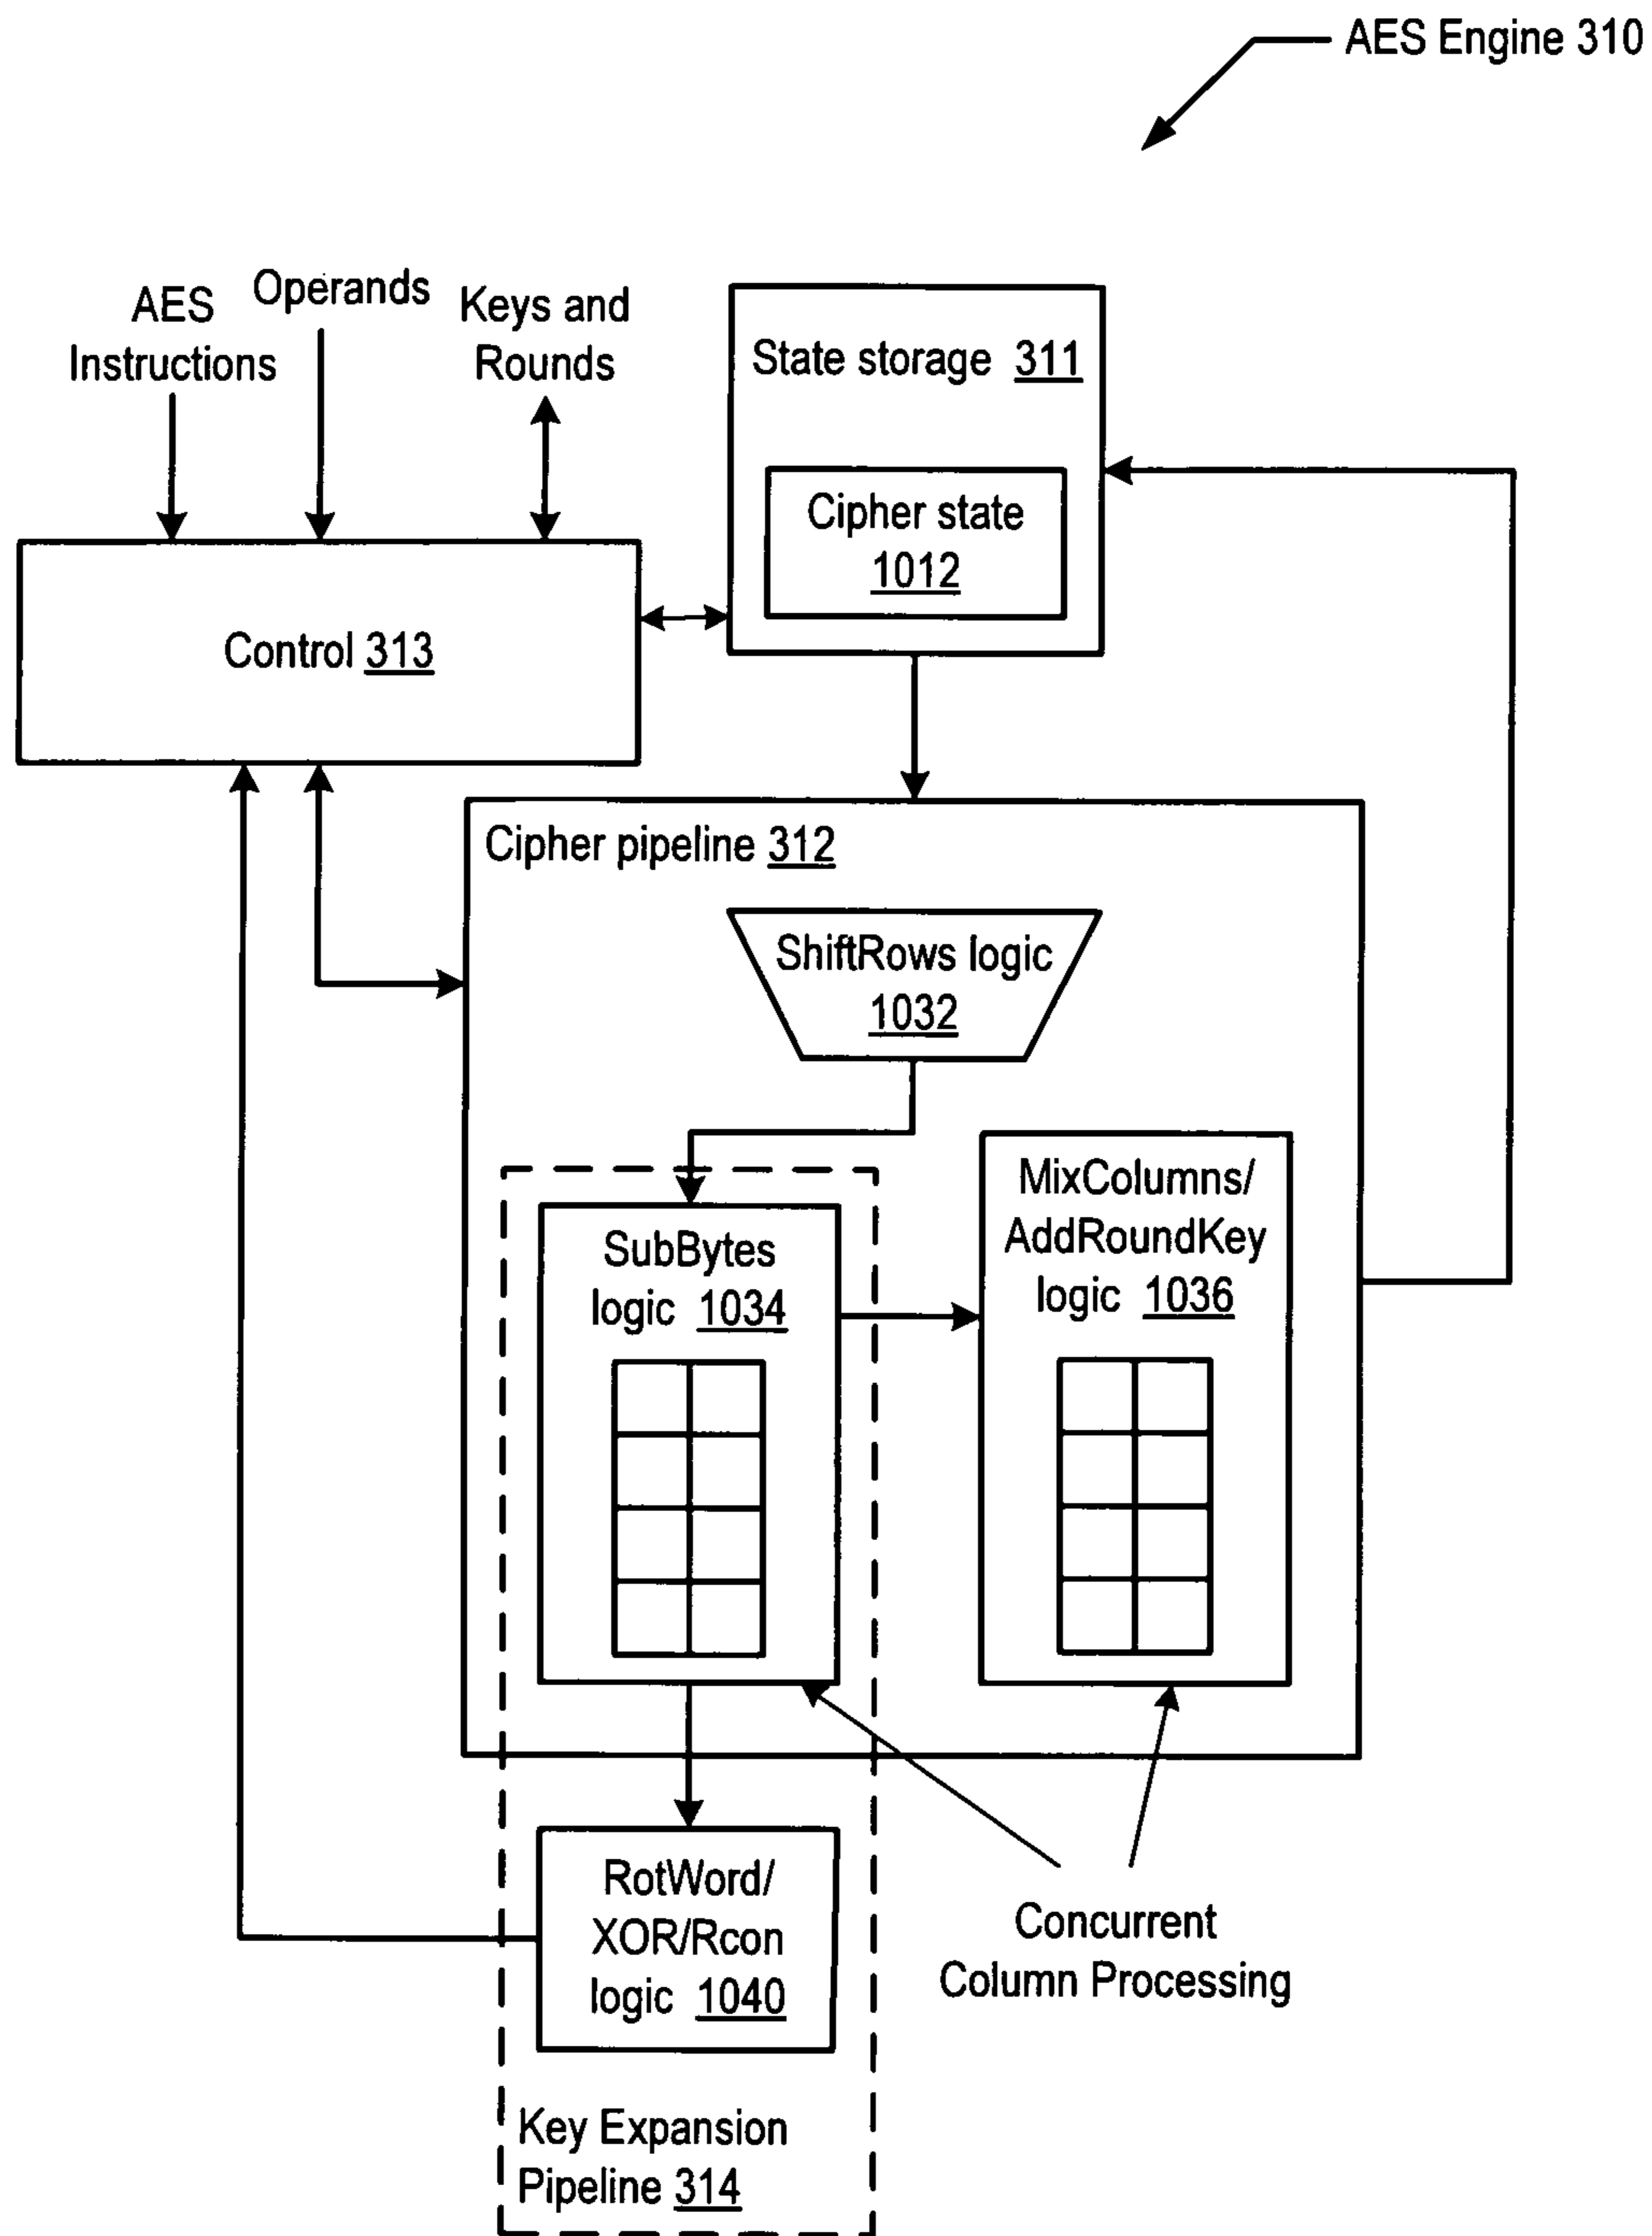 AES Engine 310
AES
Instructions
Operands
Keys and
Rounds
State storage 311
Cipher state
1012
Control 313
Cipher pipeline 312
ShiftRows logic
1032
SubBytes
logic 1034
MixColumns/
AddRoundKey
logic 1036
RotWord/
XOR/Rcon
logic 1040
Concurrent
Column Processing
Key Expansion
Pipeline 314